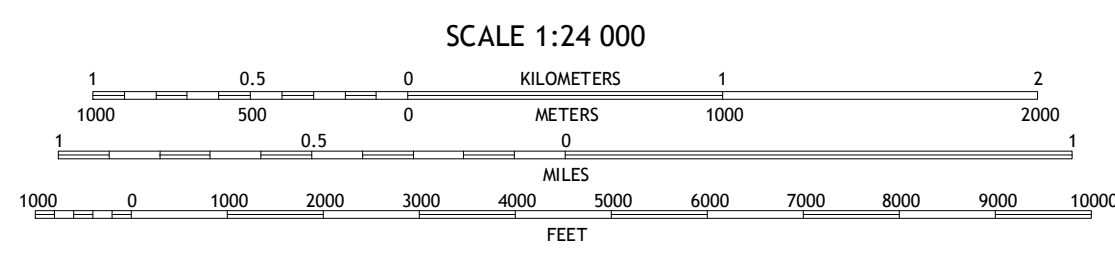 SCALE 1:24 000
1 0.5 0 KILOMETERS 1 2
1000 500 0 METERS 1000 2000
1 0.5 0 1
MILES
1000 0 1000 2000 3000 4000 5000 6000 7000 8000 9000 10000
FEET